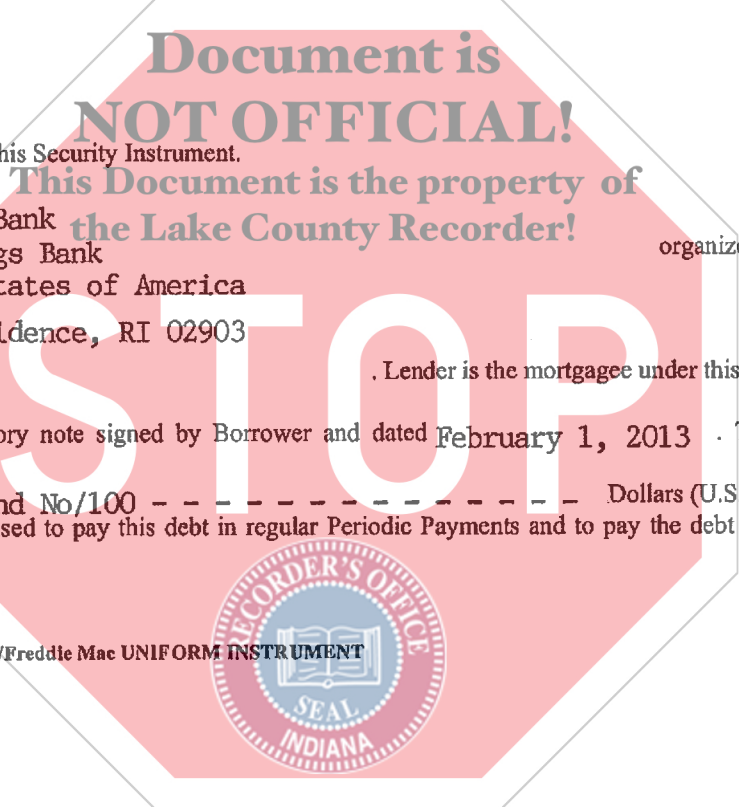 Document is
NOT OFFICIAL!
his Security Instrument.
This Document is the property of
Bank
the Lake County Recorder!
gs Bank organize
tates of America
idence, RI 02903
STOP
. Lender is the mortgagee under this
ory note signed by Borrower and dated February 1, 2013 .
nd No/100 - - - - - - - - - - - - - - - Dollars (U.S
sed to pay this debt in regular Periodic Payments and to pay the debt
RECORDER'S OFFICE
/Freddie Mac UNIFORM INSTRUMENT
SEAL
INDIANA